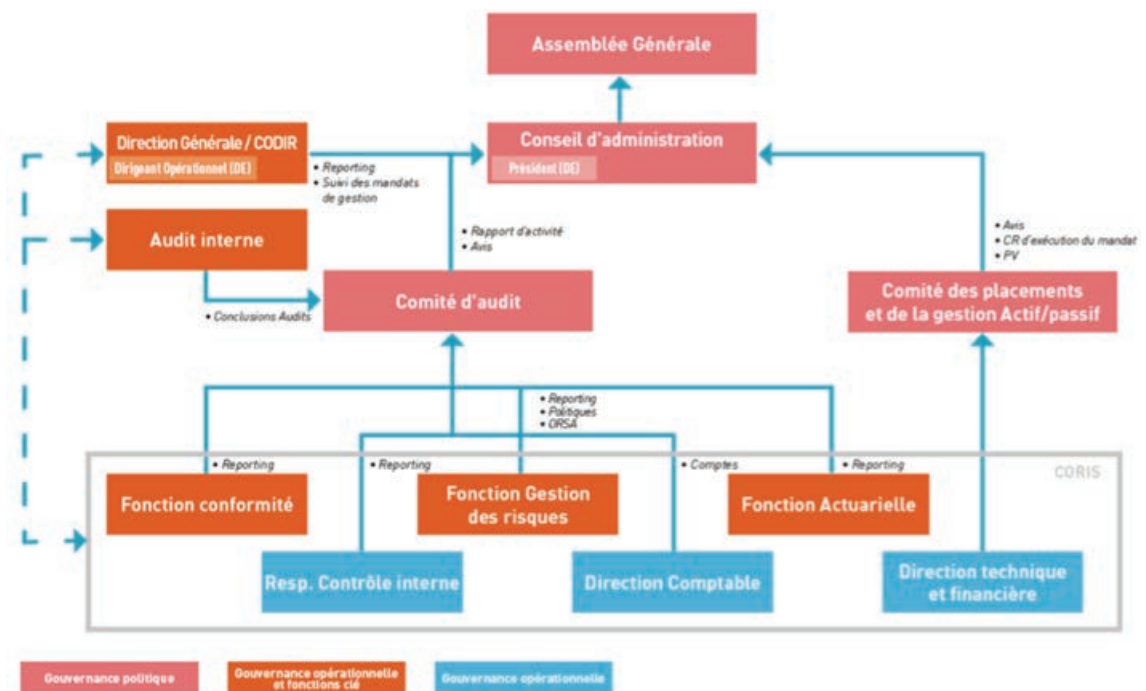 Assemblée Générale
Direction Générale / CODIR
Dirigeant Opérationnel (DE)
Conseil d'administration
Président (DE)
• Reporting
• Suivi des mandats
de gestion
Audit interne
• Rapport d'activité
• Avis
• Avis
• CR d'exécution du mandat
• PV
• Conclusions Audits
Comité d'audit
Comité des placements
et de la gestion Actif/passif
• Reporting
• Politiques
• ORSA
• Reporting
• Reporting
• Comptes
• Reporting
CORIS
Fonction conformité
Fonction Gestion
des risques
Fonction Actuarielle
Resp. Contrôle interne
Direction Comptable
Direction technique
et financière
Gouvernance politique
Gouvernance opérationnelle
et fonctions clé
Gouvernance opérationnelle